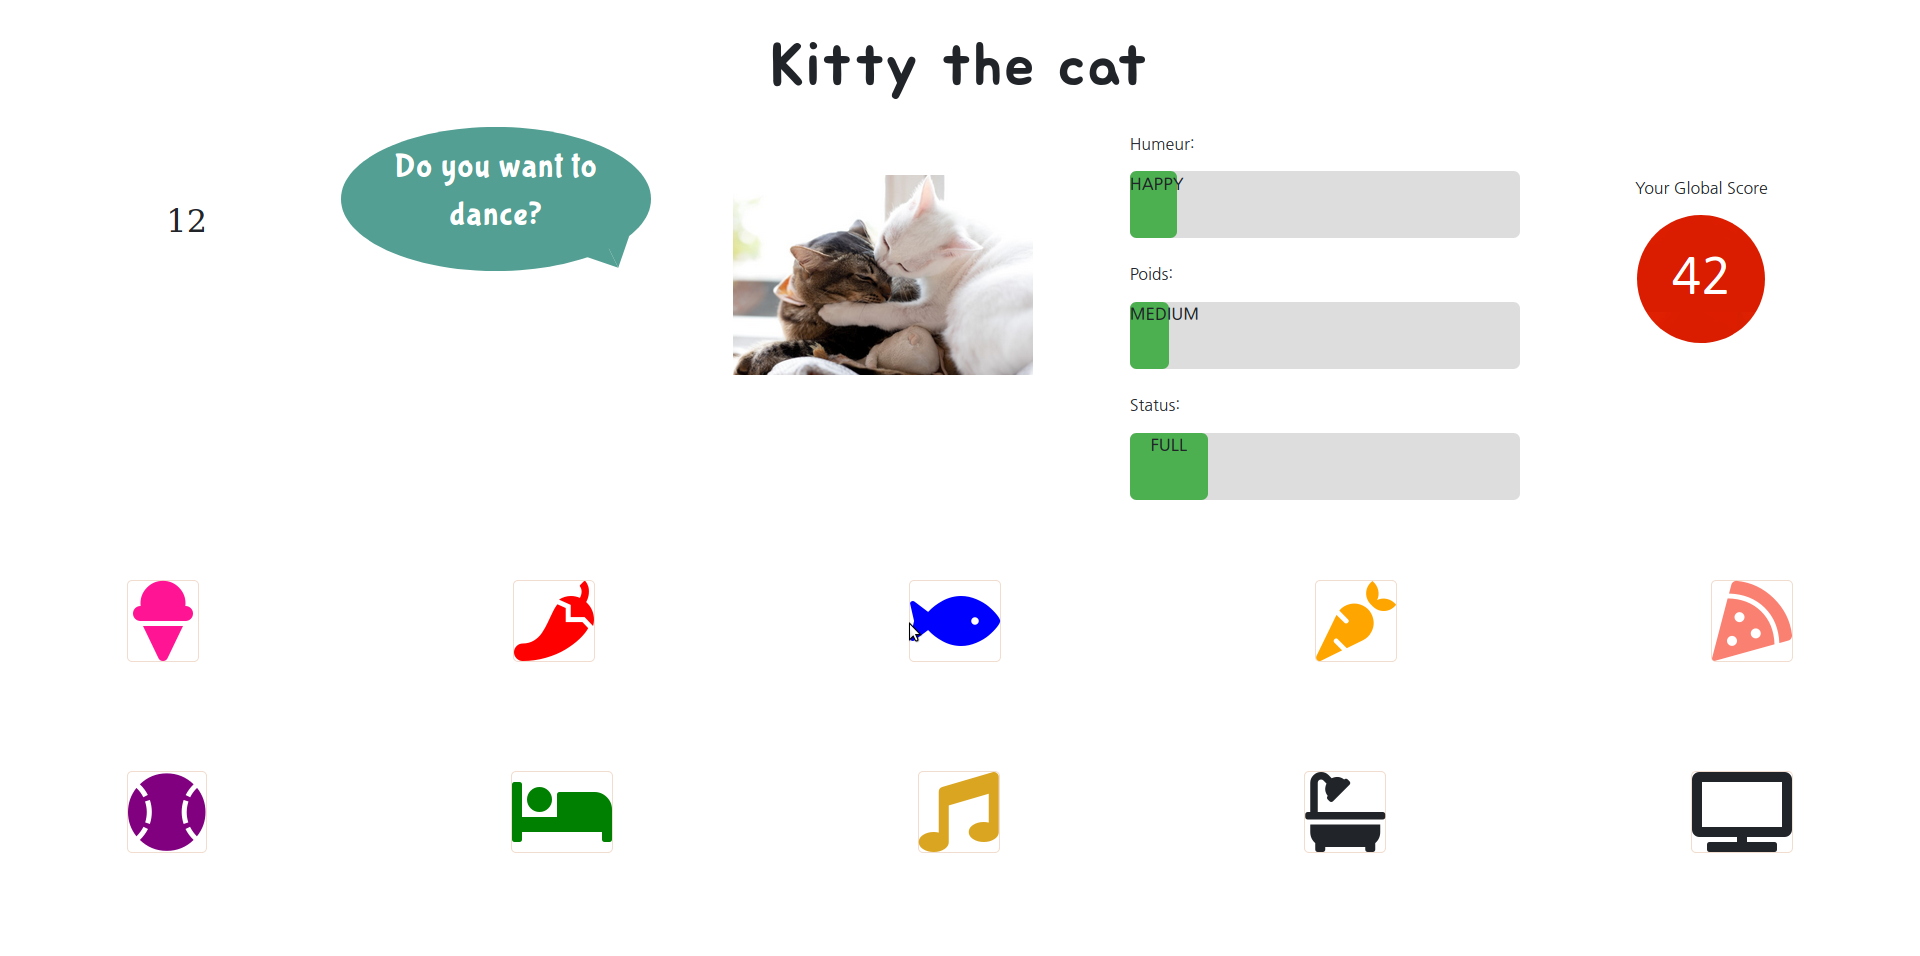 Kitty the cat
12
Do you want to
dance?
Humeur:
HAPPY
Poids:
MEDIUM
Status:
FULL
Your Global Score
42